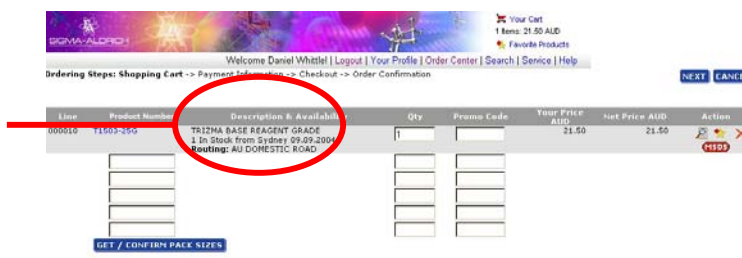 SIGMA-ALDRICH
Your Cart
1 Items: 21.50 AUD
Favorite Products
Welcome Daniel Whittlel | Logout | Your Profile | Order Center | Search | Service | Help
Ordering Steps: Shopping Cart -> Payment Information -> Checkout -> Order Confirmation
NEXT CANCE
Line Product Number Description & Availability Qty Promo Code Your Price AUD Net Price AUD Action
000010 T1503-25G TRIZMA BASE REAGENT GRADE 1 21.50 21.50
1 In Stock from Sydney 09.09.2004
Routing: AU DOMESTIC ROAD
MSDS
GET / CONFIRM PACK SIZES